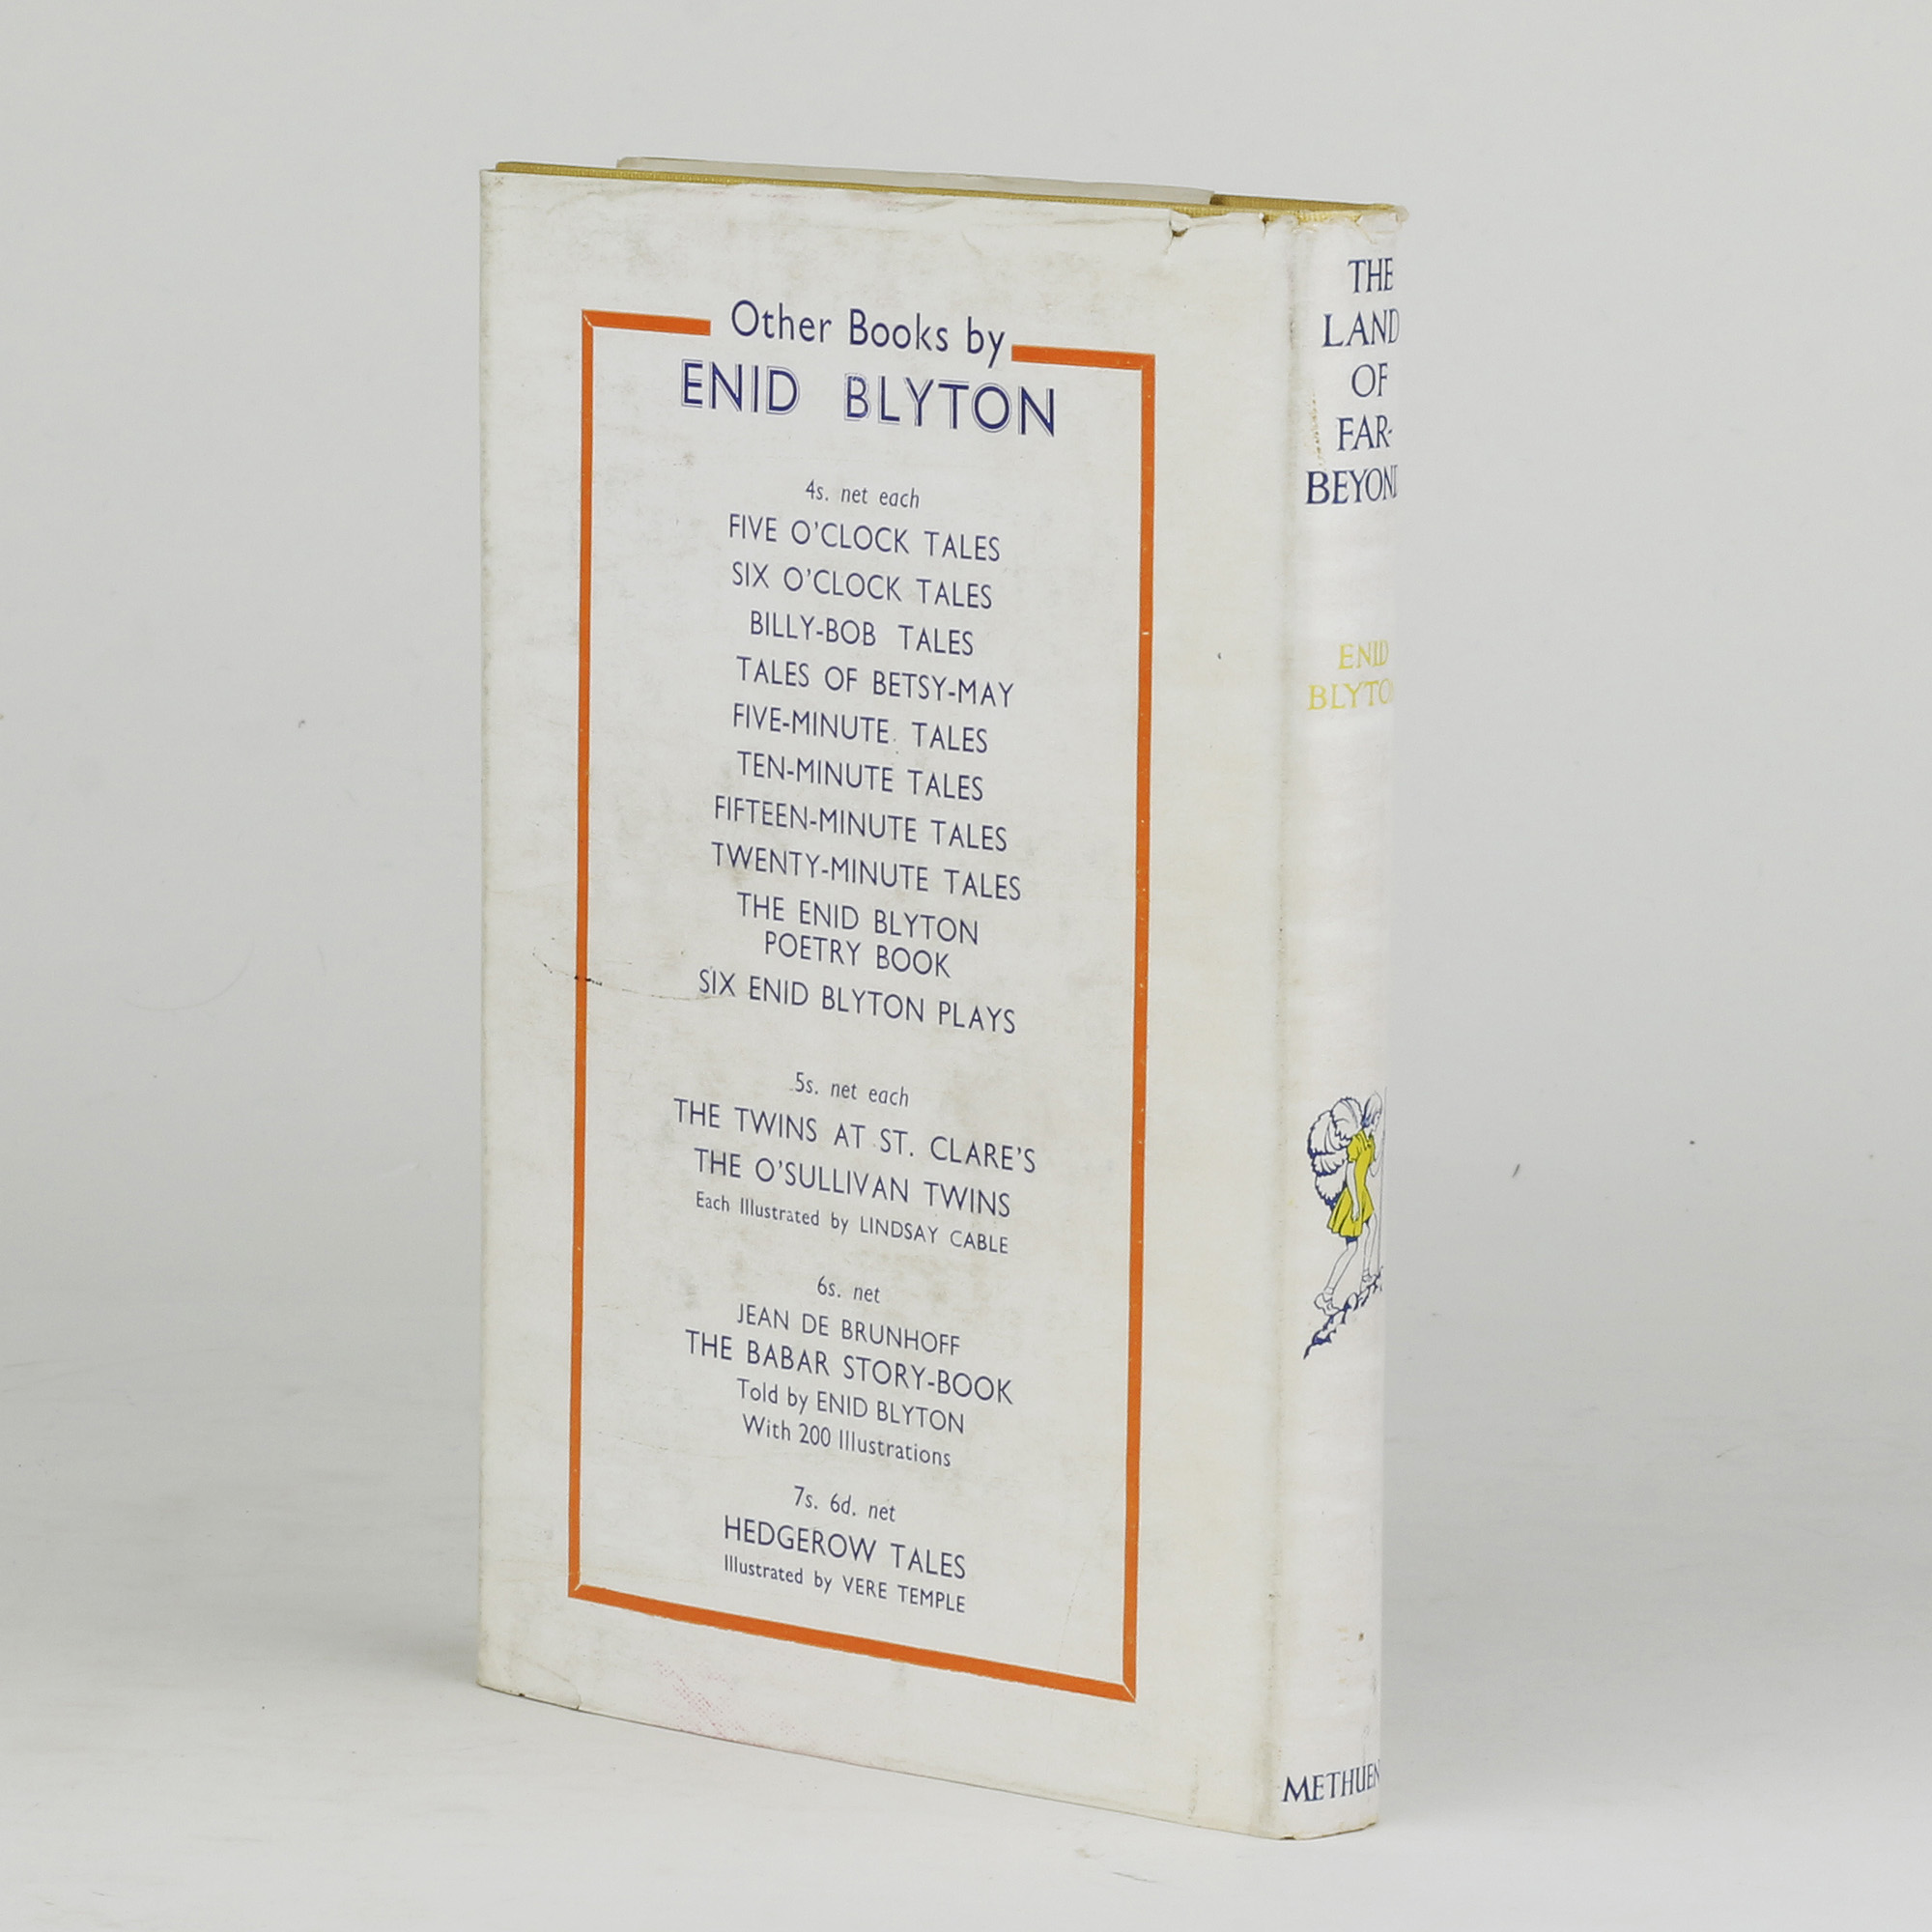 Other Books by
ENID BLYTON
4s. net each
FIVE O'CLOCK TALES
SIX O'CLOCK TALES
BILLY-BOB TALES
TALES OF BETSY-MAY
FIVE-MINUTE TALES
TEN-MINUTE TALES
FIFTEEN-MINUTE TALES
TWENTY-MINUTE TALES
THE ENID BLYTON
POETRY BOOK
SIX ENID BLYTON PLAYS
5s. net each
THE TWINS AT ST. CLARE'S
THE O'SULLIVAN TWINS
Each Illustrated by LINDSAY CABLE
6s. net
JEAN DE BRUNHOFF
THE BABAR STORY-BOOK
Told by ENID BLYTON
With 200 Illustrations
7s. 6d. net
HEDGEROW TALES
Illustrated by VERE TEMPLE
THE
LAND
OF
FAR-
BEYOND
ENID
BLYTON
METHUEN